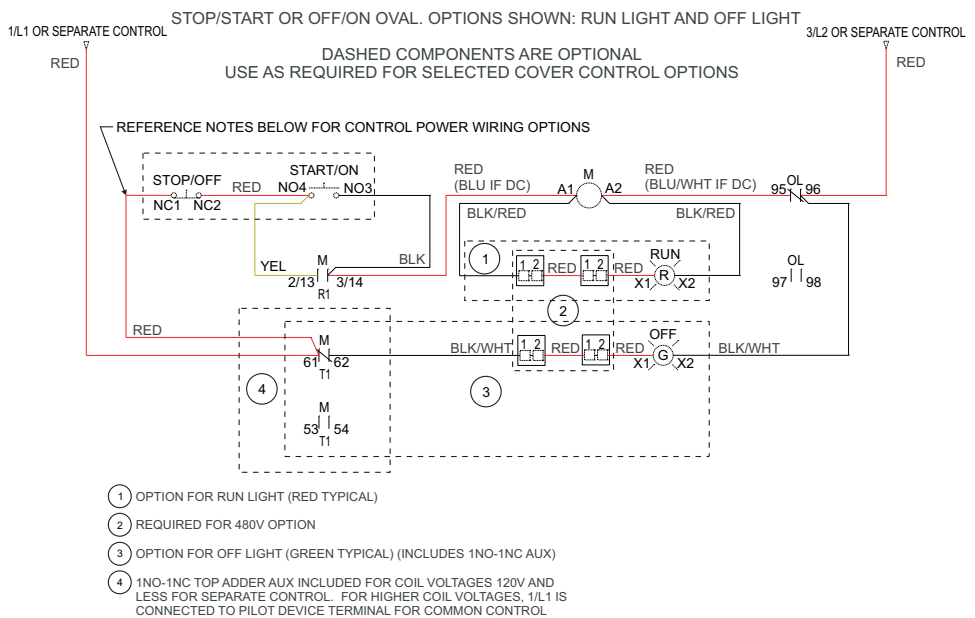 STOP/START OR OFF/ON OVAL. OPTIONS SHOWN: RUN LIGHT AND OFF LIGHT
1/L1 OR SEPARATE CONTROL
3/L2 OR SEPARATE CONTROL
DASHED COMPONENTS ARE OPTIONAL
USE AS REQUIRED FOR SELECTED COVER CONTROL OPTIONS
RED
RED
REFERENCE NOTES BELOW FOR CONTROL POWER WIRING OPTIONS
STOP/OFF
RED
START/ON
NO4
NO3
NC1
NC2
RED
(BLU IF DC)
A1
M
A2
RED
(BLU/WHT IF DC)
OL
95
96
BLK/RED
BLK/RED
YEL
M
BLK
2/13
3/14
R1
1
1 2
RED
1 2
RED
RUN
R
X1
X2
OL
97
98
2
RED
M
61
62
T1
BLK/WHT
1 2
RED
1 2
RED
OFF
G
X1
X2
BLK/WHT
4
3
M
53
54
T1
1 OPTION FOR RUN LIGHT (RED TYPICAL)
2 REQUIRED FOR 480V OPTION
3 OPTION FOR OFF LIGHT (GREEN TYPICAL) (INCLUDES 1NO-1NC AUX)
4 1NO-1NC TOP ADDER AUX INCLUDED FOR COIL VOLTAGES 120V AND
LESS FOR SEPARATE CONTROL. FOR HIGHER COIL VOLTAGES, 1/L1 IS
CONNECTED TO PILOT DEVICE TERMINAL FOR COMMON CONTROL